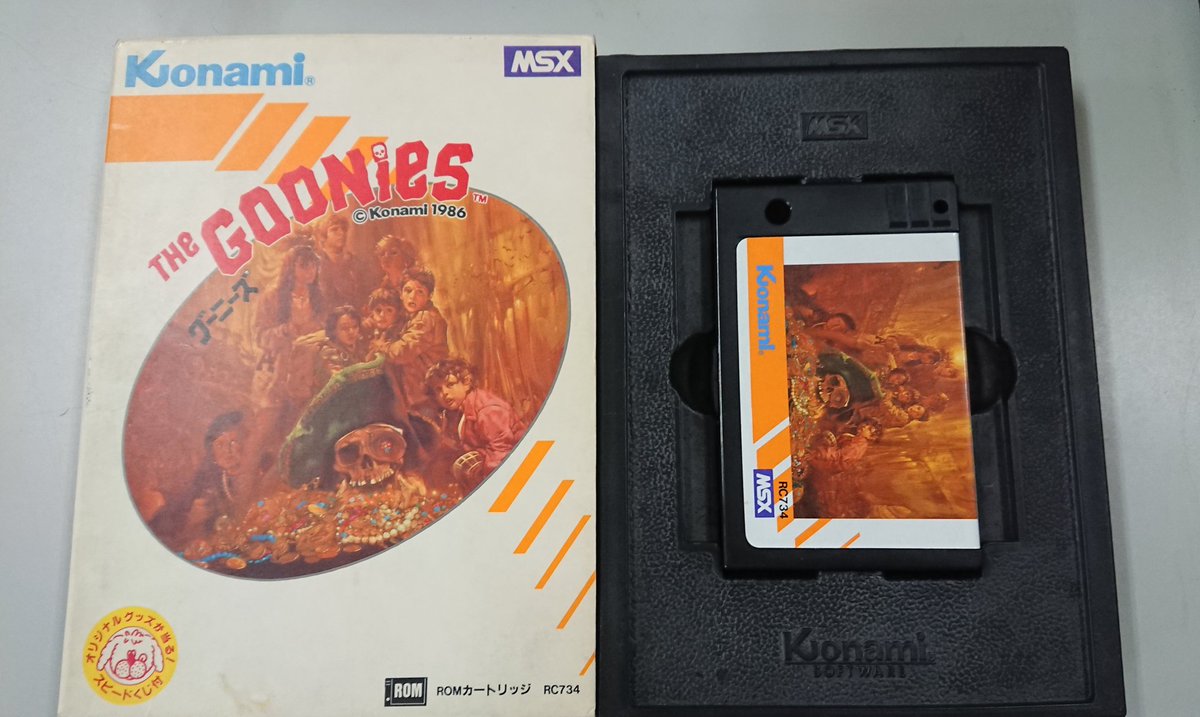 Konami®
MSX
THE GOONIES™
© Konami 1986
グーニーズ
オリジナルグッズが当る!
スピードくじ付
ROM
ROMカートリッジ RC734
MSX
Konami®
MSX
RC734
Konami
SOFTWARE